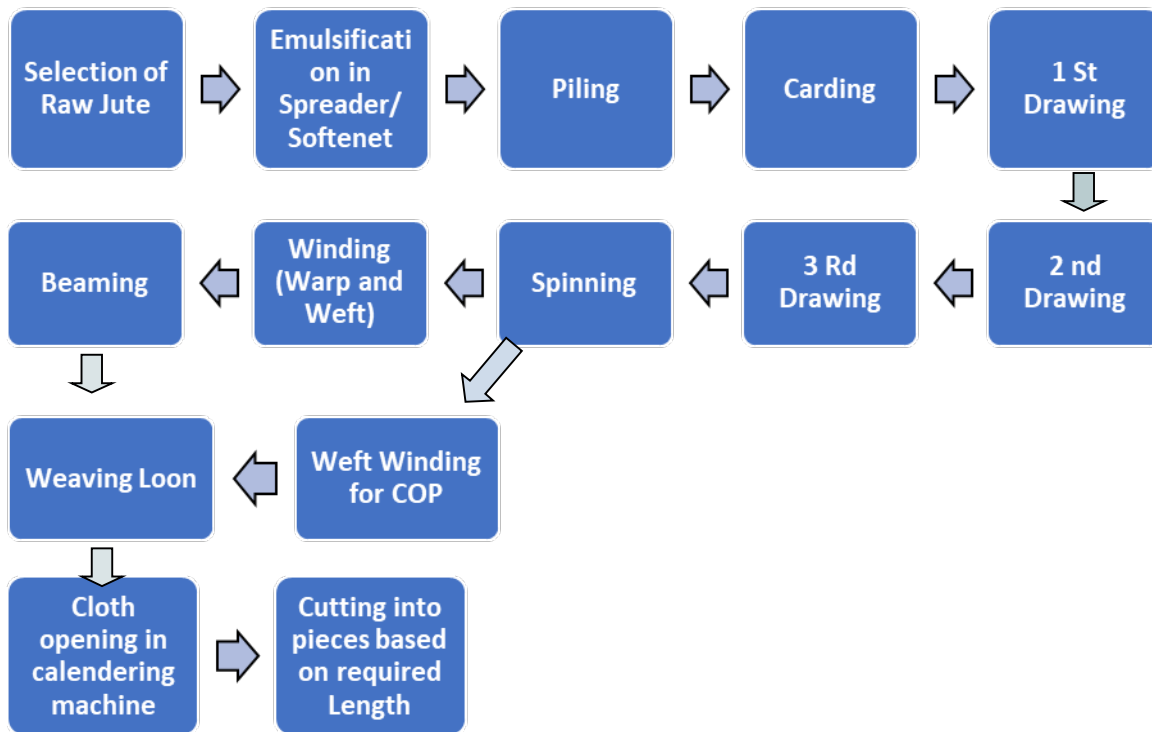 Selection of
Raw Jute
Emulsificati
on in
Spreader/
Softenet
Piling
Carding
1 St
Drawing
2 nd
Drawing
3 Rd
Drawing
Spinning
Winding
(Warp and
Weft)
Beaming
Weft Winding
for COP
Weaving Loon
Cloth
opening in
calendering
machine
Cutting into
pieces based
on required
Length